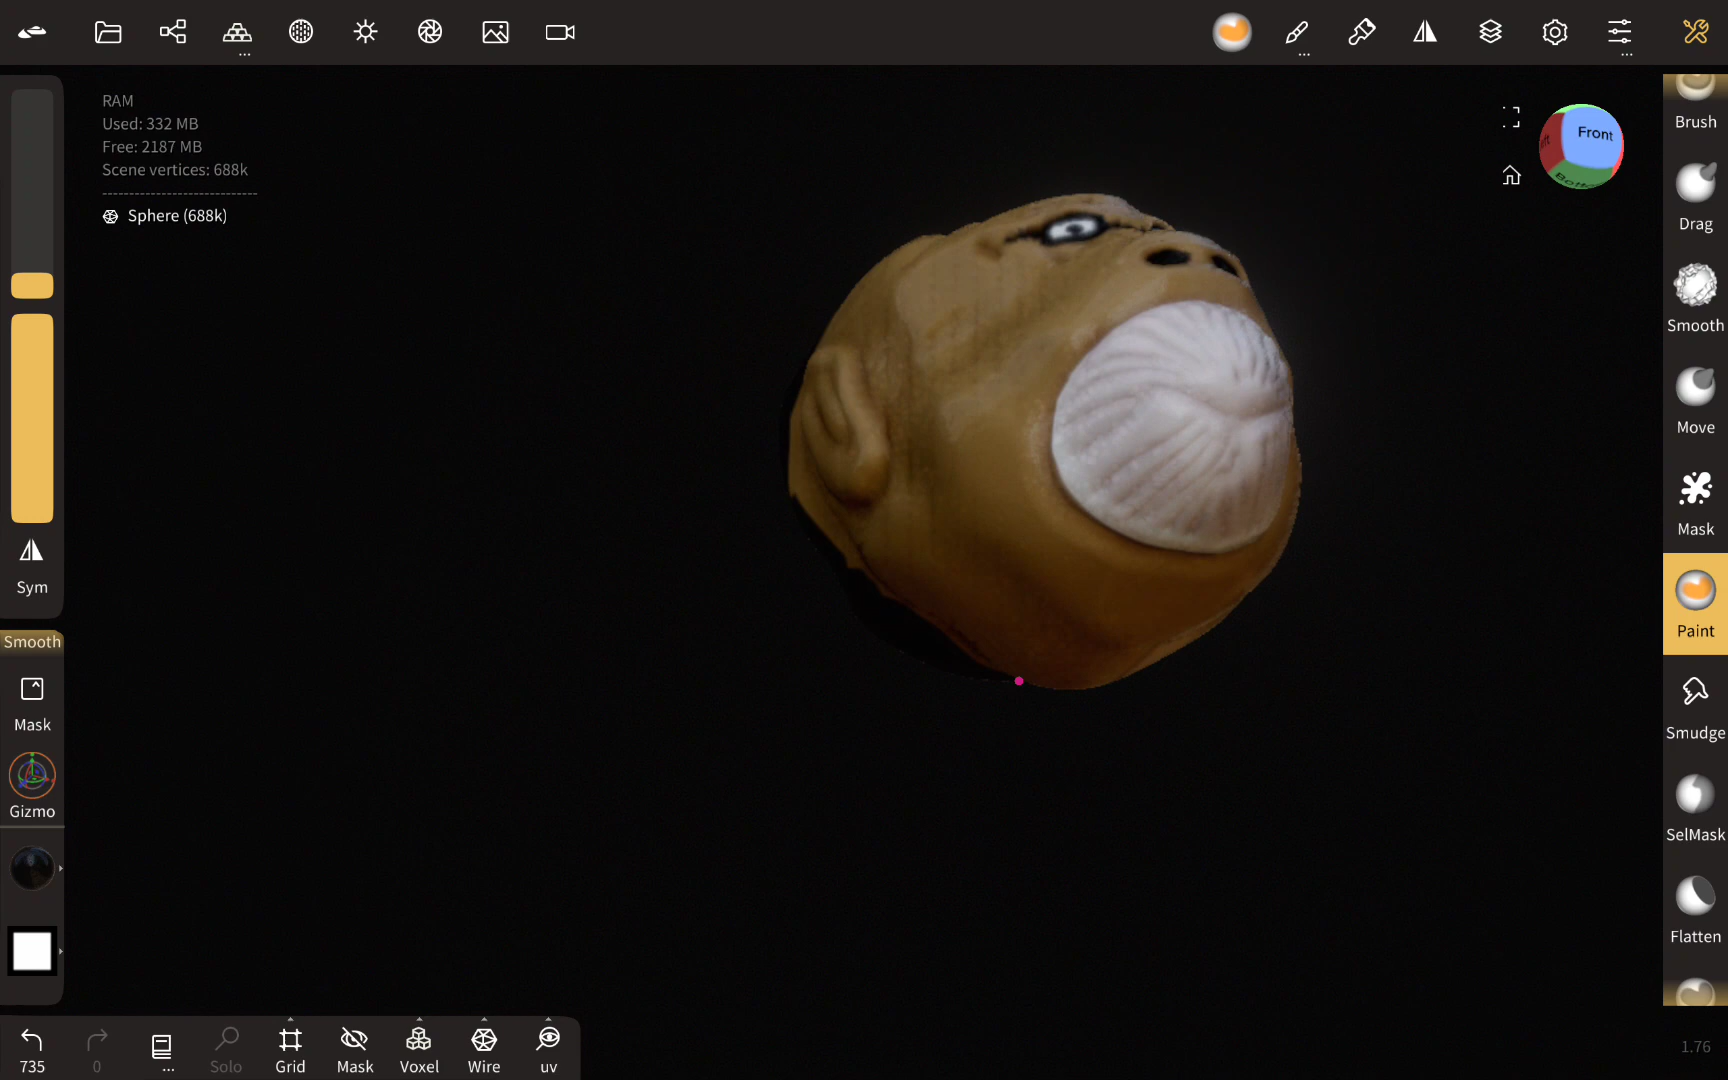 RAM
Used: 332 MB
Free: 2187 MB
Scene vertices: 688k
----------------------------
Sphere (688k)
Front
Sym
Smooth
Mask
Gizmo
Brush
Drag
Smooth
Move
Mask
Paint
Smudge
SelMask
Flatten
735
0
...
Solo
Grid
Mask
Voxel
Wire
uv
1.76